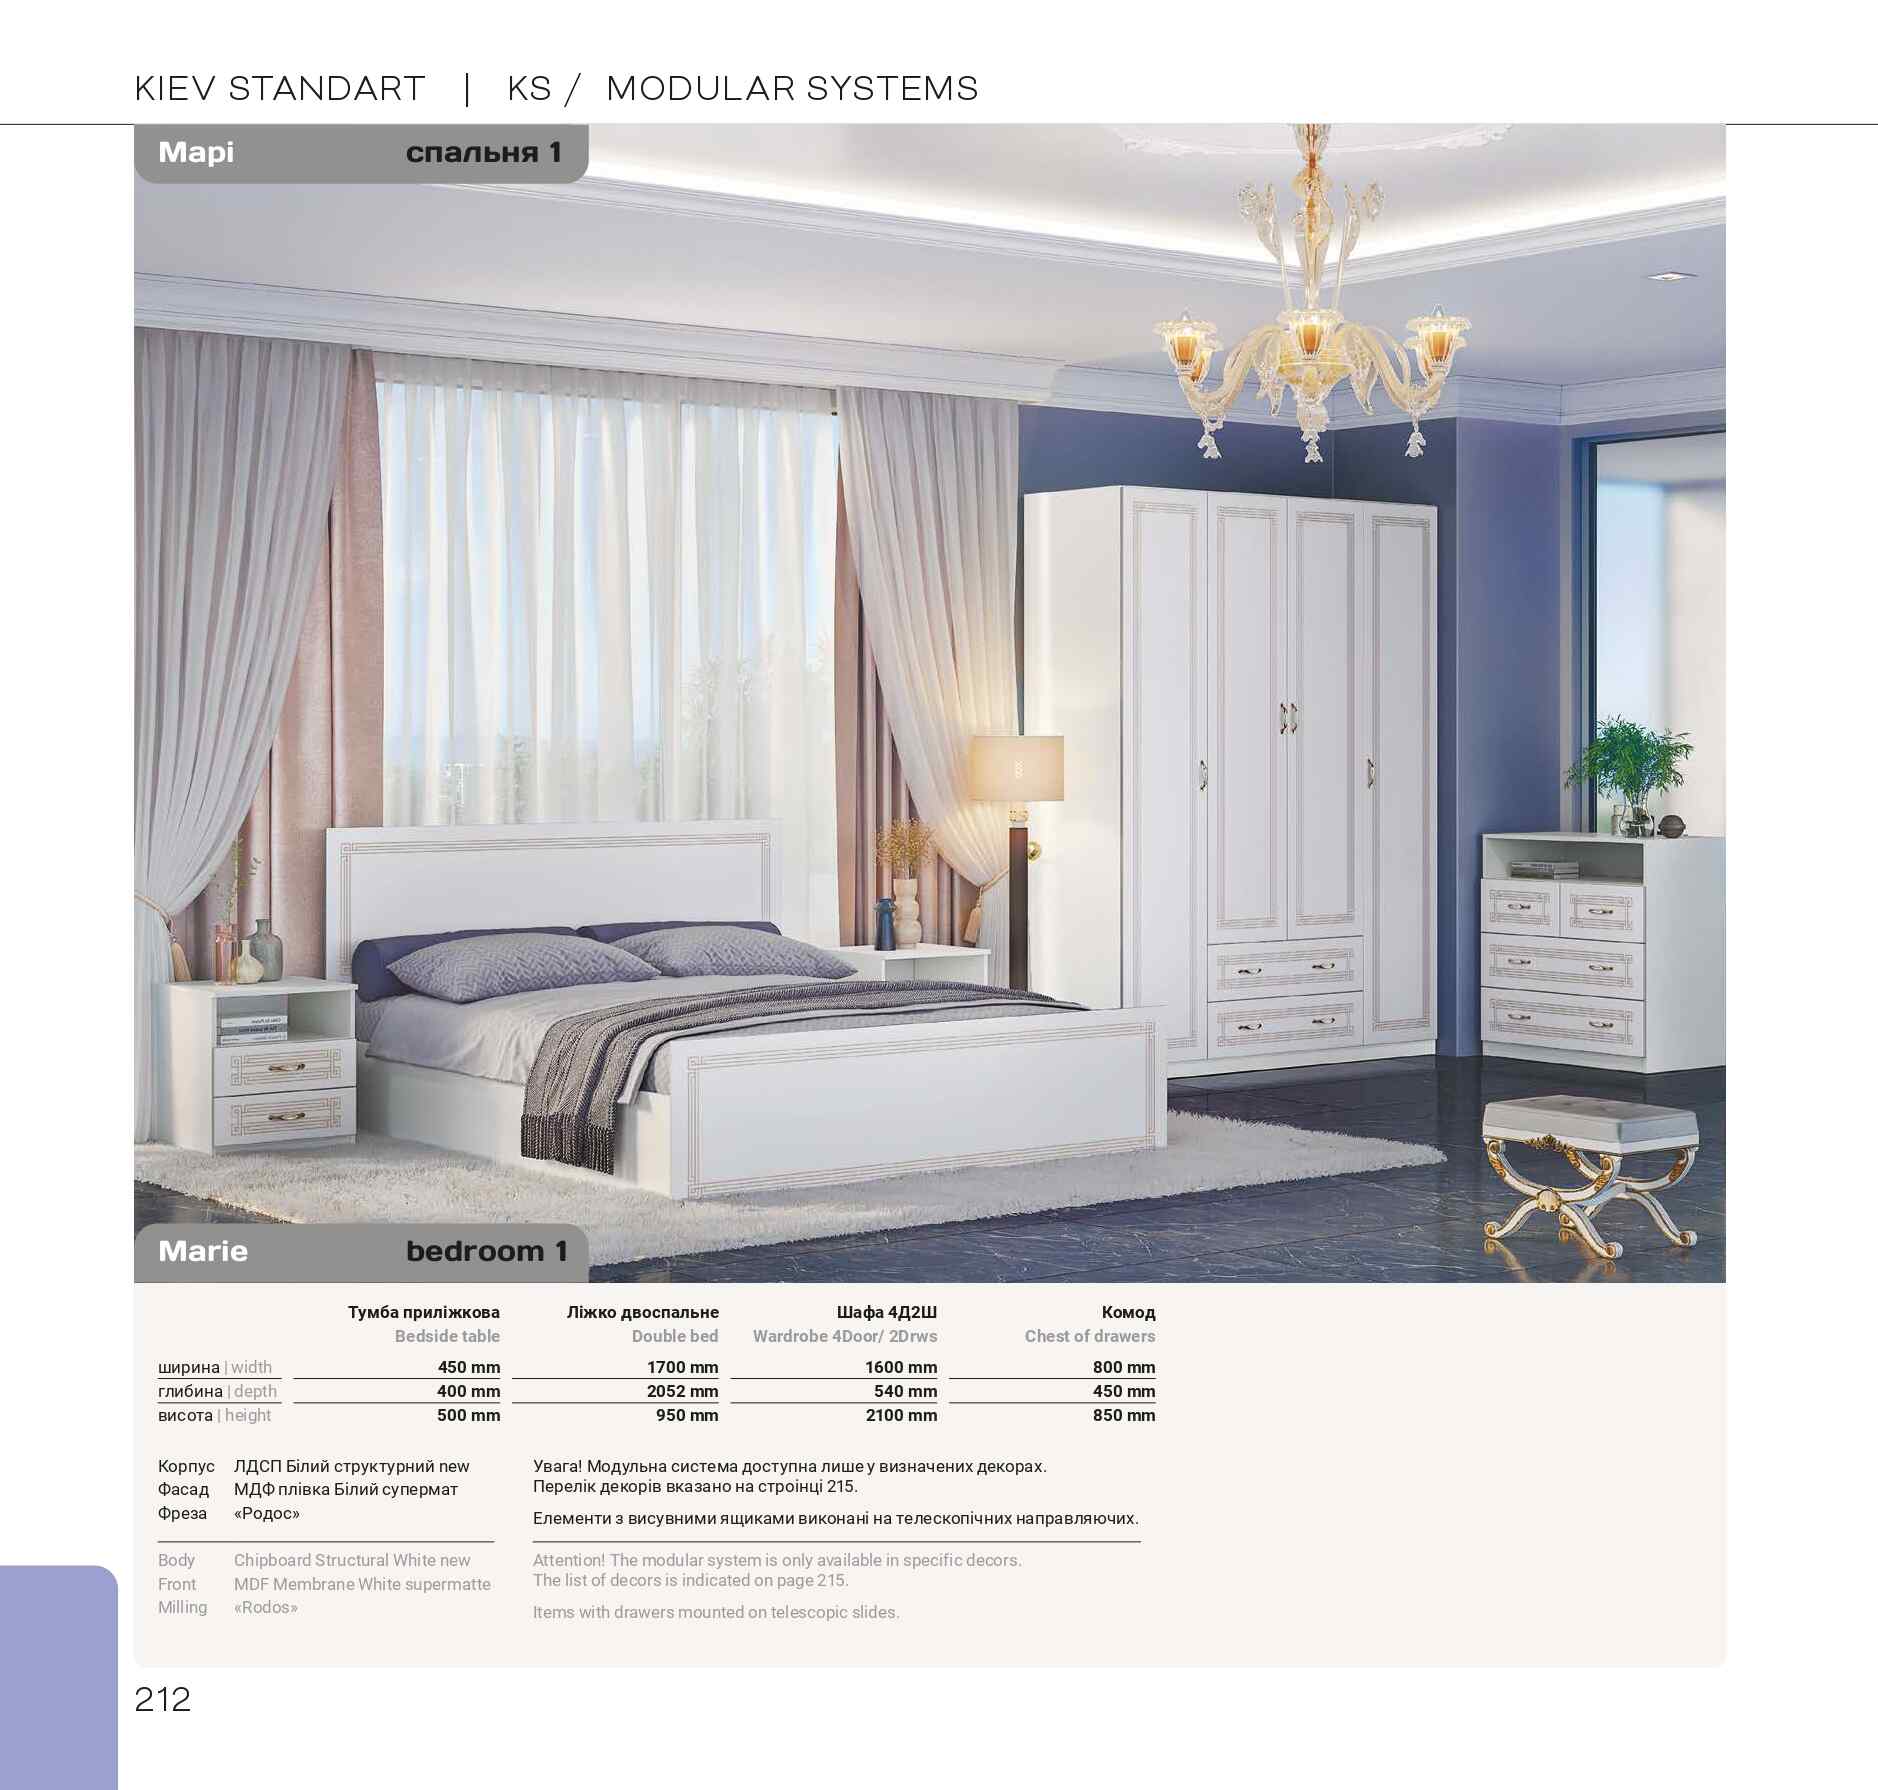 KIEV STANDART | KS / MODULAR SYSTEMS
Марі спальня 1
Marie bedroom 1
Тумба приліжкова Ліжко двоспальне Шафа 4Д2Ш Комод
Bedside table Double bed Wardrobe 4Door/ 2Drws Chest of drawers
ширина | width 450 mm 1700 mm 1600 mm 800 mm
глибина | depth 400 mm 2052 mm 540 mm 450 mm
висота | height 500 mm 950 mm 2100 mm 850 mm
Корпус ЛДСП Білий структурний new
Фасад МДФ плівка Білий супермат
Фреза «Родос»
Body Chipboard Structural White new
Front MDF Membrane White supermatte
Milling «Rodos»
Увага! Модульна система доступна лише у визначених декорах.
Перелік декорів вказано на строінці 215.
Елементи з висувними ящиками виконані на телескопічних направляючих.
Attention! The modular system is only available in specific decors.
The list of decors is indicated on page 215.
Items with drawers mounted on telescopic slides.
212